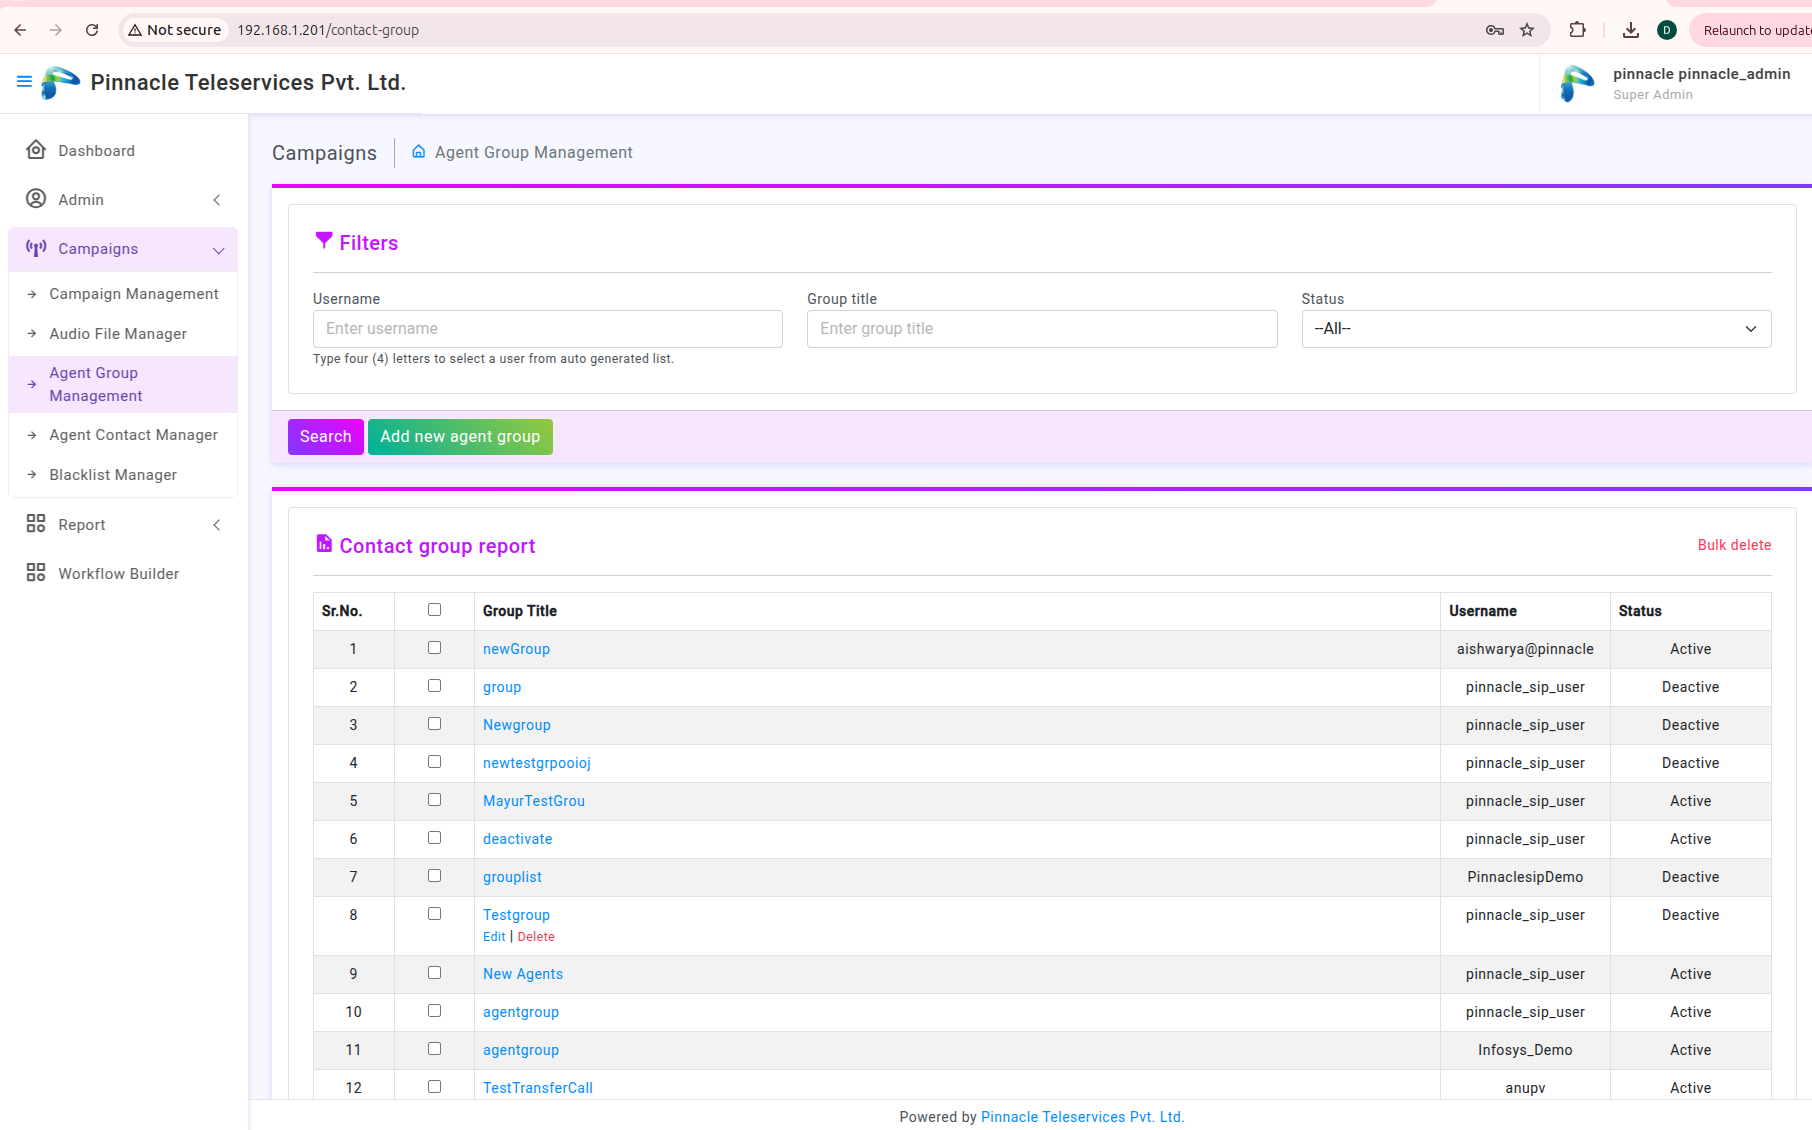 Not secure 192.168.1.201/contact-group
D
Relaunch to update
Pinnacle Teleservices Pvt. Ltd.
pinnacle pinnacle_admin
Super Admin
Dashboard
Admin
Campaigns
Campaign Management
Audio File Manager
Agent Group
Management
Agent Contact Manager
Blacklist Manager
Report
Workflow Builder
Campaigns Agent Group Management
Filters
Username Group title Status
Enter username Enter group title --All--
Type four (4) letters to select a user from auto generated list.
Search Add new agent group
Contact group report Bulk delete
Sr.No. Group Title Username Status
1 newGroup aishwarya@pinnacle Active
2 group pinnacle_sip_user Deactive
3 Newgroup pinnacle_sip_user Deactive
4 newtestgrpooioj pinnacle_sip_user Deactive
5 MayurTestGrou pinnacle_sip_user Active
6 deactivate pinnacle_sip_user Active
7 grouplist PinnaclesipDemo Deactive
8 Testgroup pinnacle_sip_user Deactive
Edit | Delete
9 New Agents pinnacle_sip_user Active
10 agentgroup pinnacle_sip_user Active
11 agentgroup Infosys_Demo Active
12 TestTransferCall anupv Active
Powered by Pinnacle Teleservices Pvt. Ltd.